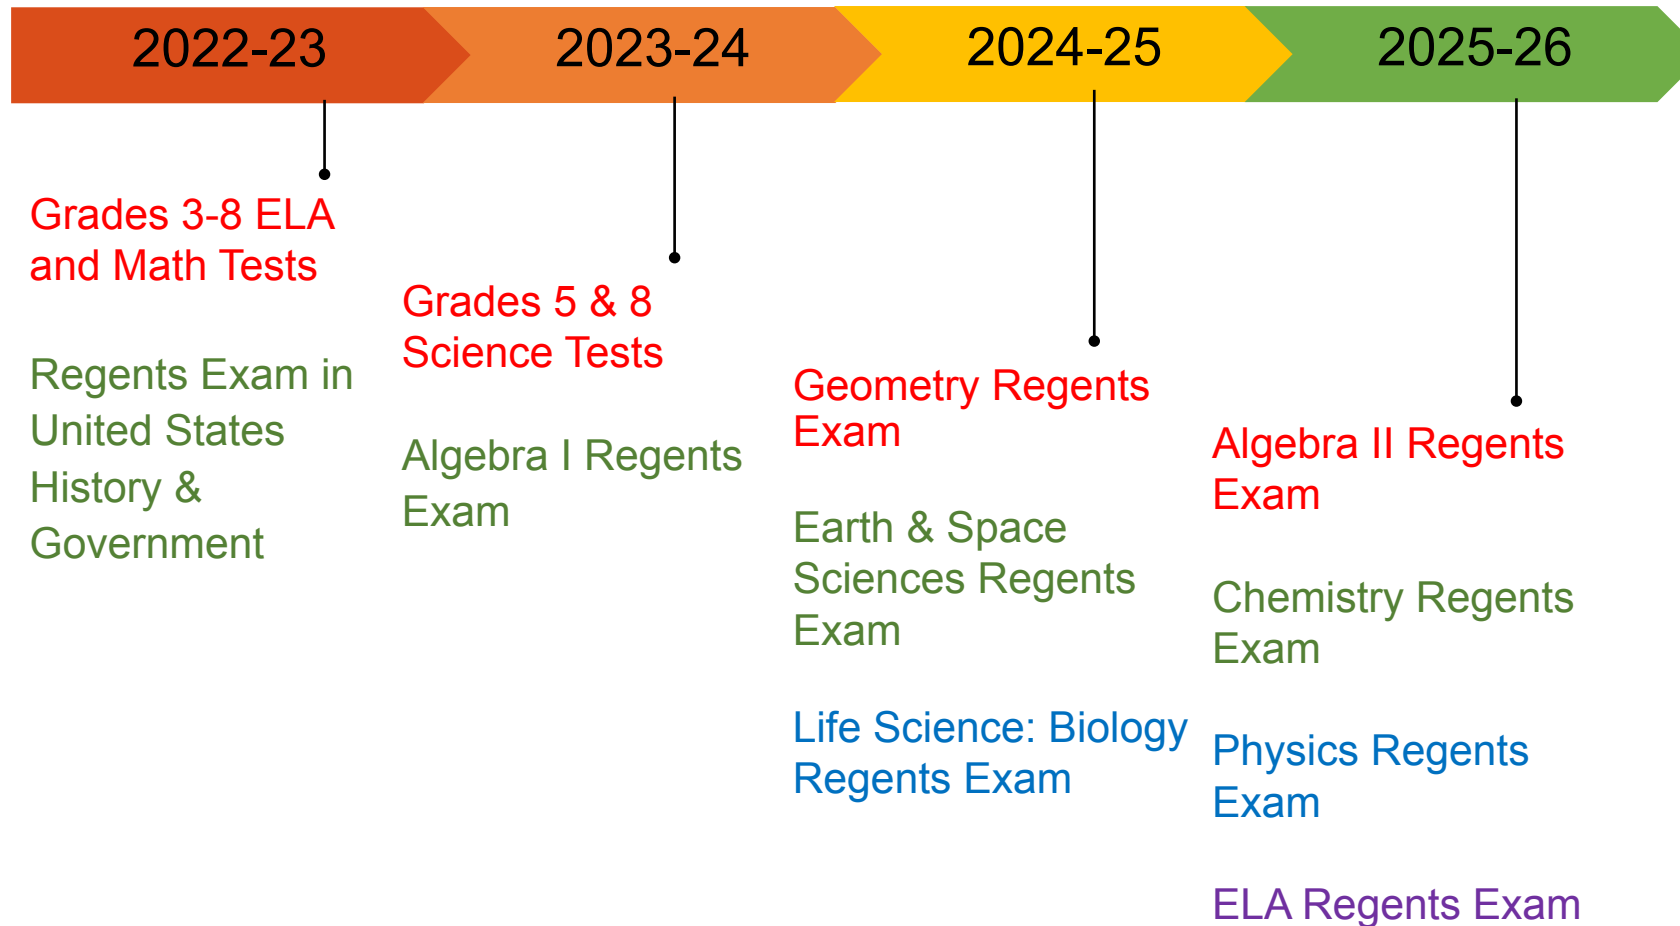 2022-23
2023-24
2024-25
2025-26
Grades 3-8 ELA
and Math Tests
Regents Exam in
United States
History &
Government
Grades 5 & 8
Science Tests
Algebra I Regents
Exam
Geometry Regents
Exam
Earth & Space
Sciences Regents
Exam
Life Science: Biology
Regents Exam
Algebra II Regents
Exam
Chemistry Regents
Exam
Physics Regents
Exam
ELA Regents Exam